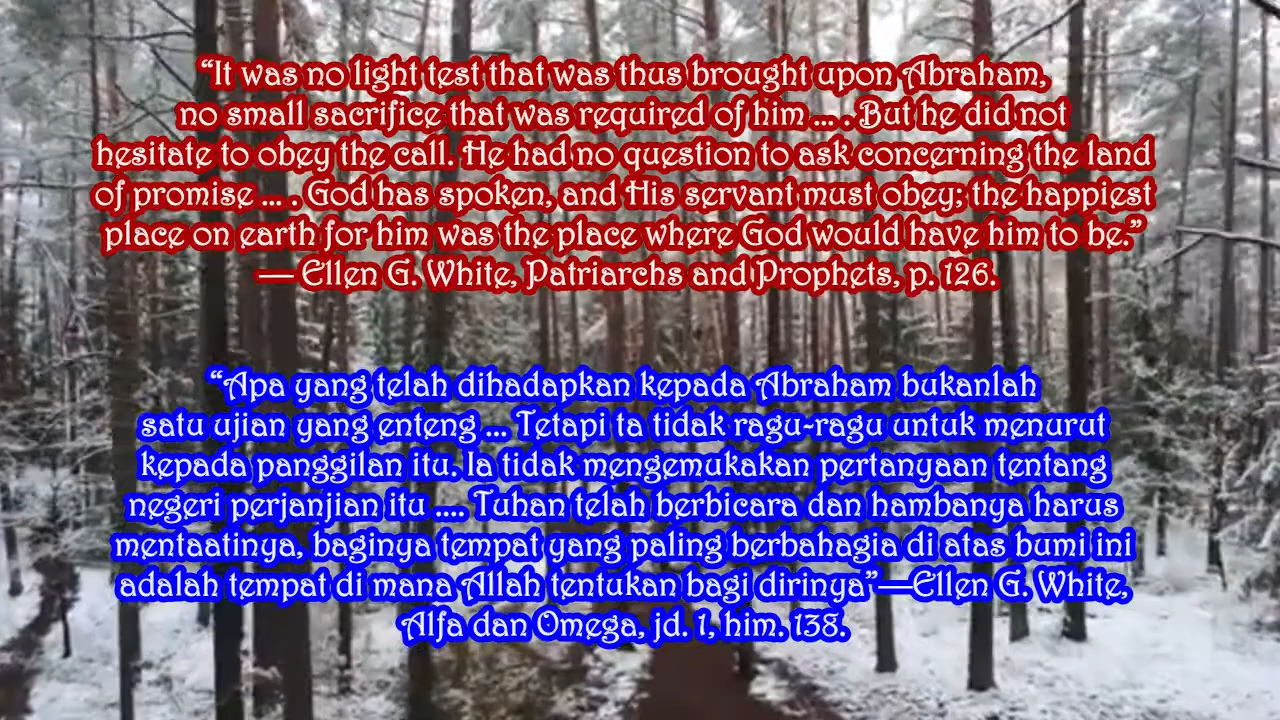 “It was no light test that was thus brought upon Abraham,
no small sacrifice that was required of him ... . But he did not
hesitate to obey the call. He had no question to ask concerning the land
of promise ... . God has spoken, and His servant must obey; the happiest
place on earth for him was the place where God would have him to be.”
— Ellen G. White, Patriarchs and Prophets, p. 126.
“Apa yang telah dihadapkan kepada Abraham bukanlah
satu ujian yang enteng ... Tetapi ta tidak ragu-ragu untuk menurut
kepada panggilan itu. Ia tidak mengemukakan pertanyaan tentang
negeri perjanjian itu .... Tuhan telah berbicara dan hambanya harus
mentaatinya, baginya tempat yang paling berbahagia di atas bumi ini
adalah tempat di mana Allah tentukan bagi dirinya”—Ellen G. White,
Alfa dan Omega, jd. 1, him. 138.